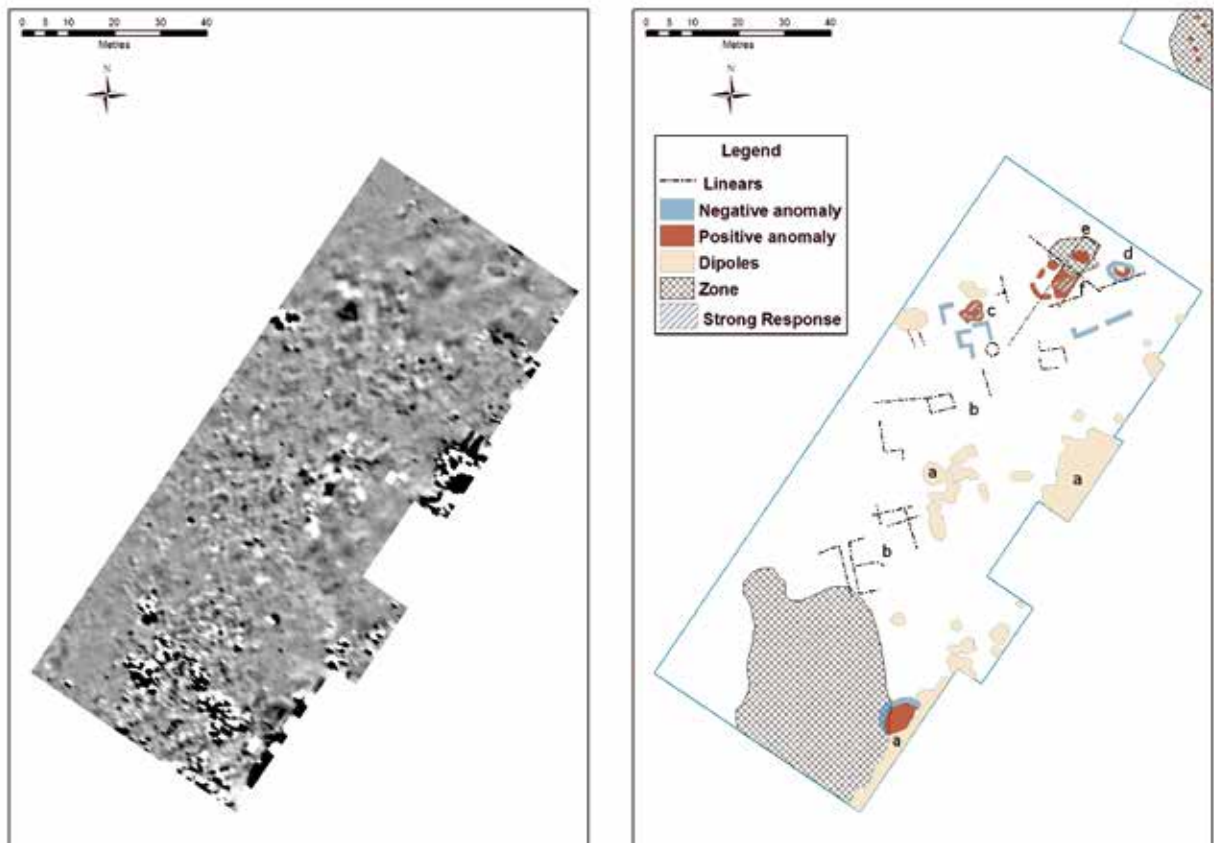 0 5 10 20 30 40
Metres
N
0 5 10 20 30 40
Metres
N
Legend
Linears
Negative anomaly
Positive anomaly
Dipoles
Zone
Strong Response
e
d
f
c
b
a
a
b
a